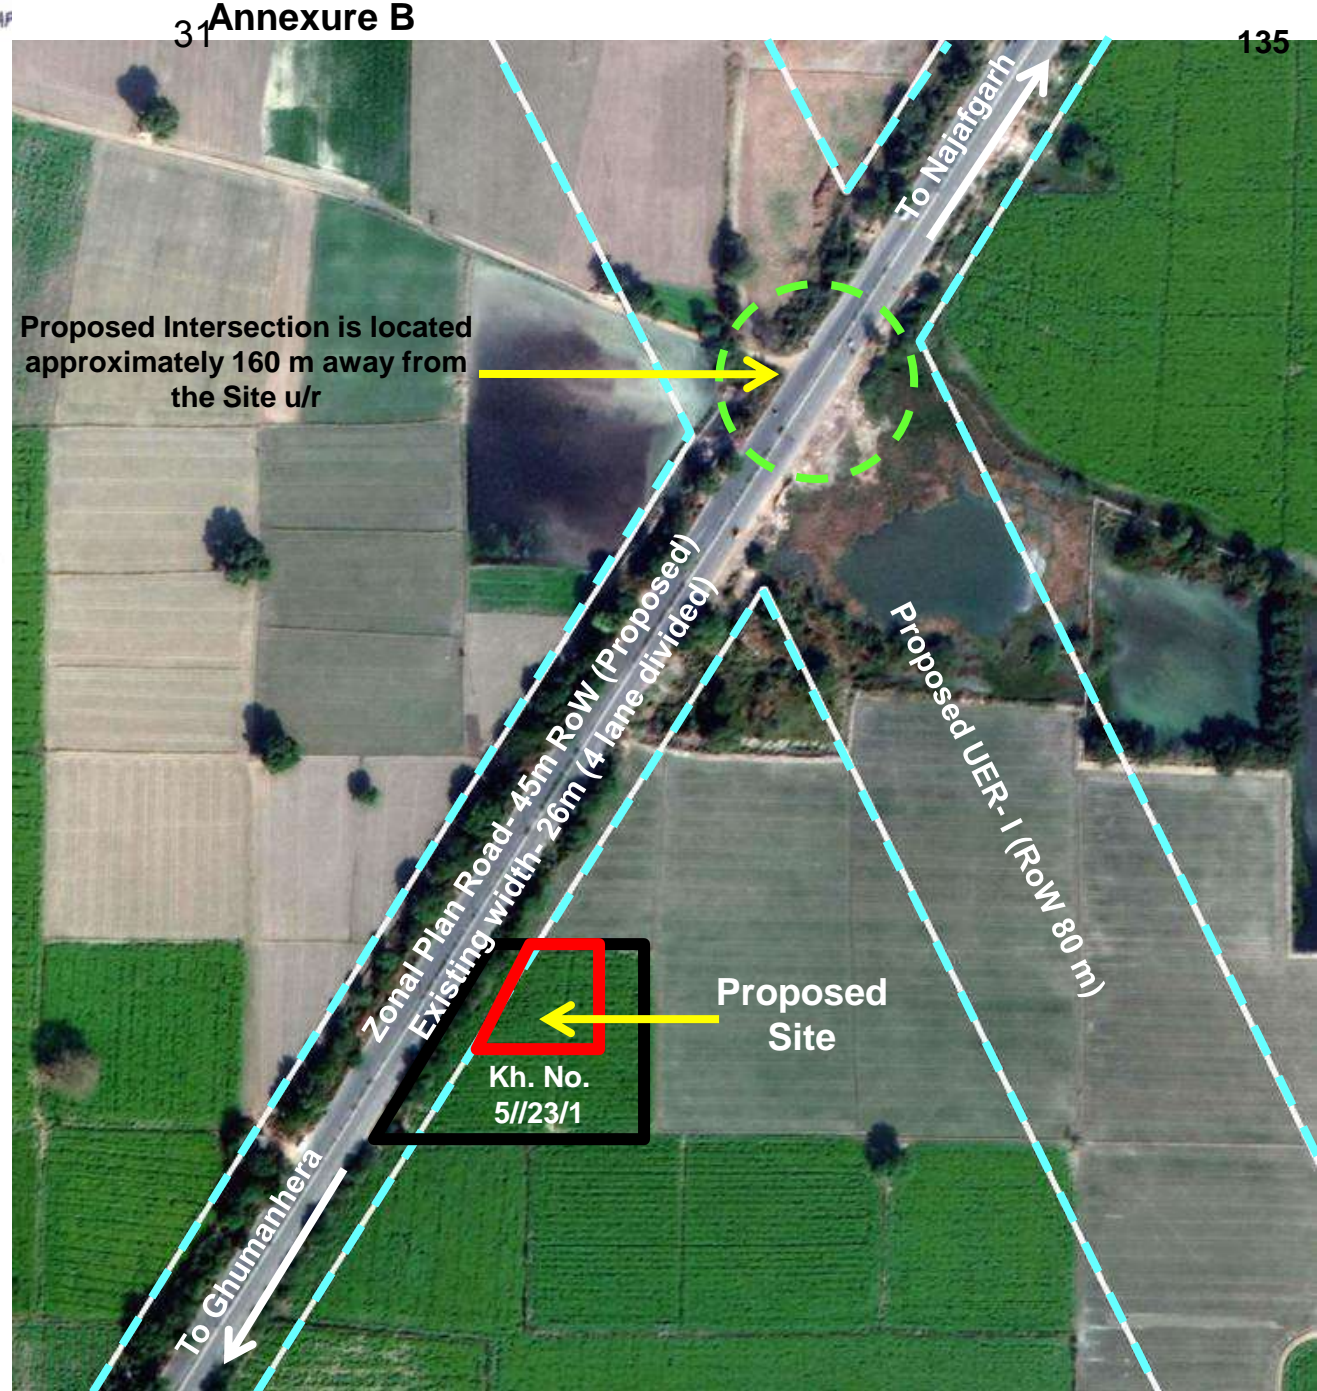 Annexure B
31
135
To Najafgarh
Proposed Intersection is located
approximately 160 m away from
the Site u/r
Zonal Plan Road- 45m RoW (Proposed)
Existing width- 26m (4 lane divided)
Proposed UER- I (RoW 80 m)
Proposed
Site
Kh. No.
5//23/1
To Ghumanhera